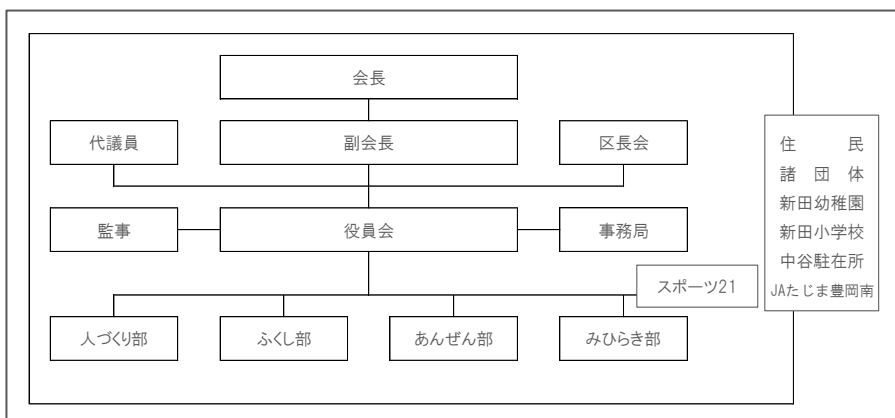 会長
代議員
副会長
区長会
監事
役員会
事務局
スポーツ21
人づくり部
ふくし部
あんぜん部
みひらき部
住民
諸団体
新田幼稚園
新田小学校
中谷駐在所
JAたじま豊岡南